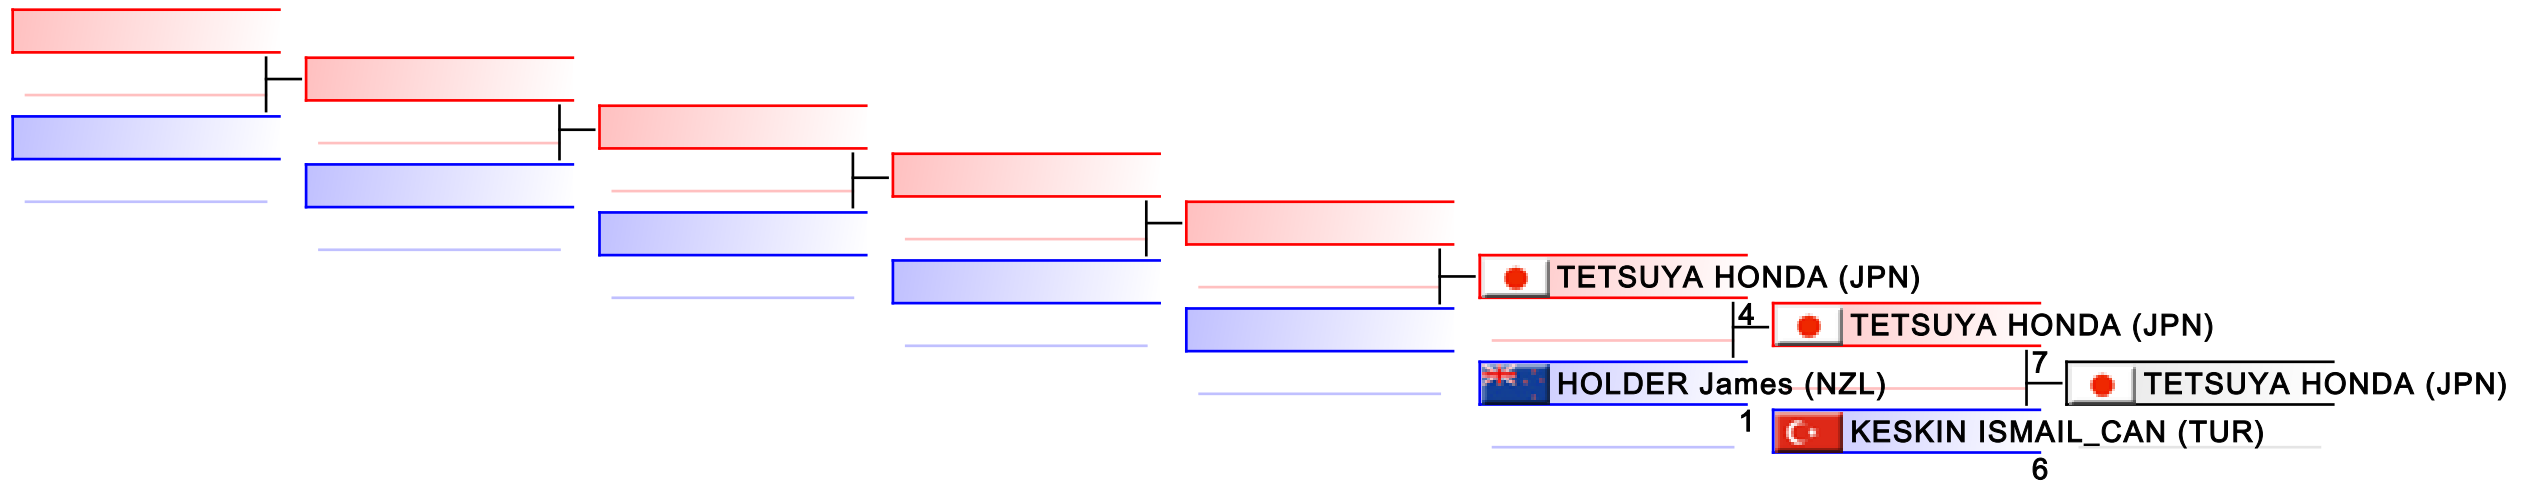 TETSUYA HONDA (JPN)
4
HOLDER James (NZL)
1
TETSUYA HONDA (JPN)
7
KESKIN ISMAIL_CAN (TUR)
6
TETSUYA HONDA (JPN)